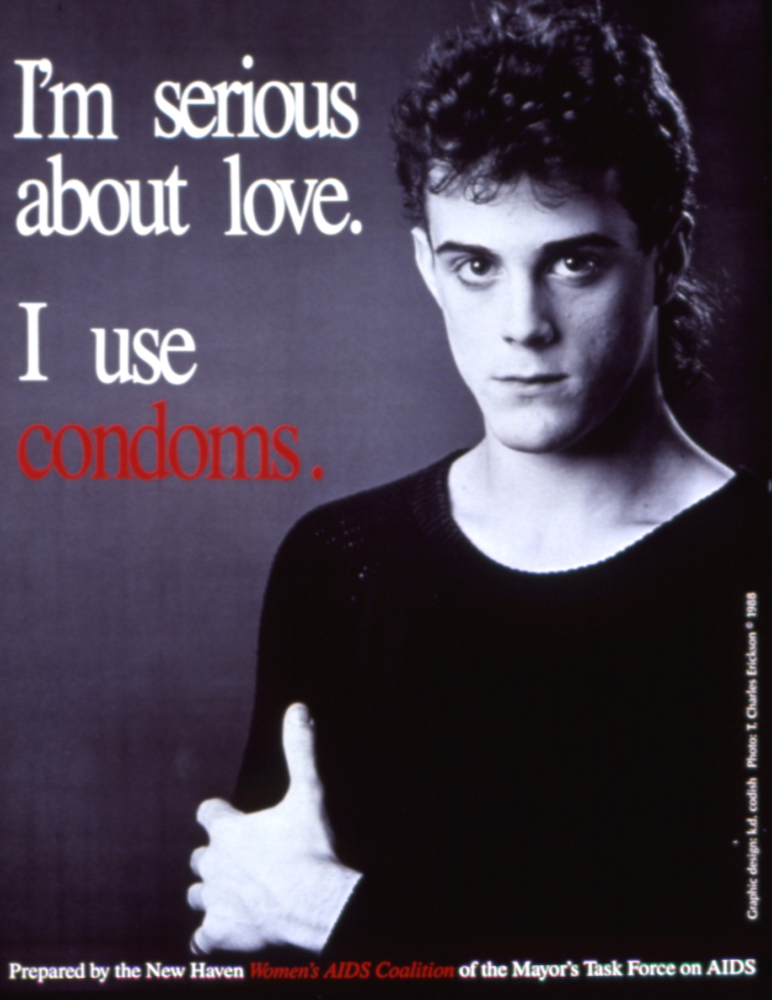 I'm serious
about love.
I use
condoms.
Graphic design: k.d. codish Photo: T. Charles Erickson © 1988
Prepared by the New Haven Women's AIDS Coalition of the Mayor's Task Force on AIDS